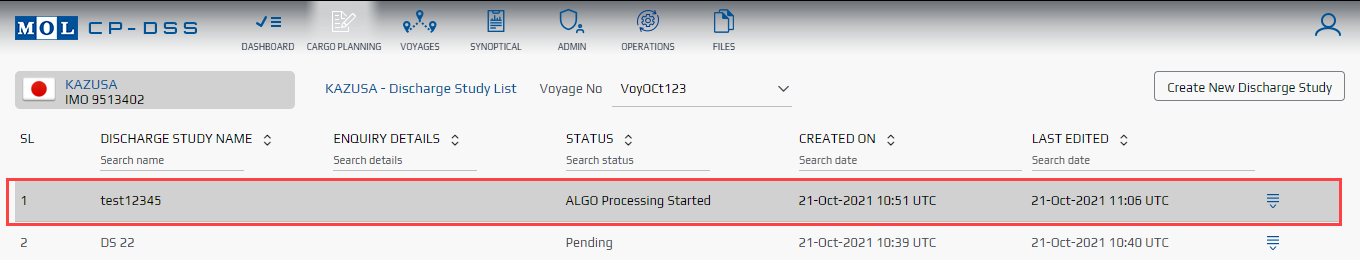 MOL CP-DSS
DASHBOARD CARGO PLANNING VOYAGES SYNOPTICAL ADMIN OPERATIONS FILES
KAZUSA
IMO 9513402
KAZUSA - Discharge Study List Voyage No VoyOCt123 Create New Discharge Study
SL DISCHARGE STUDY NAME ENQUIRY DETAILS STATUS CREATED ON LAST EDITED
Search name Search details Search status Search date Search date
1 test12345 ALGO Processing Started 21-Oct-2021 10:51 UTC 21-Oct-2021 11:06 UTC
2 DS 22 Pending 21-Oct-2021 10:39 UTC 21-Oct-2021 10:40 UTC